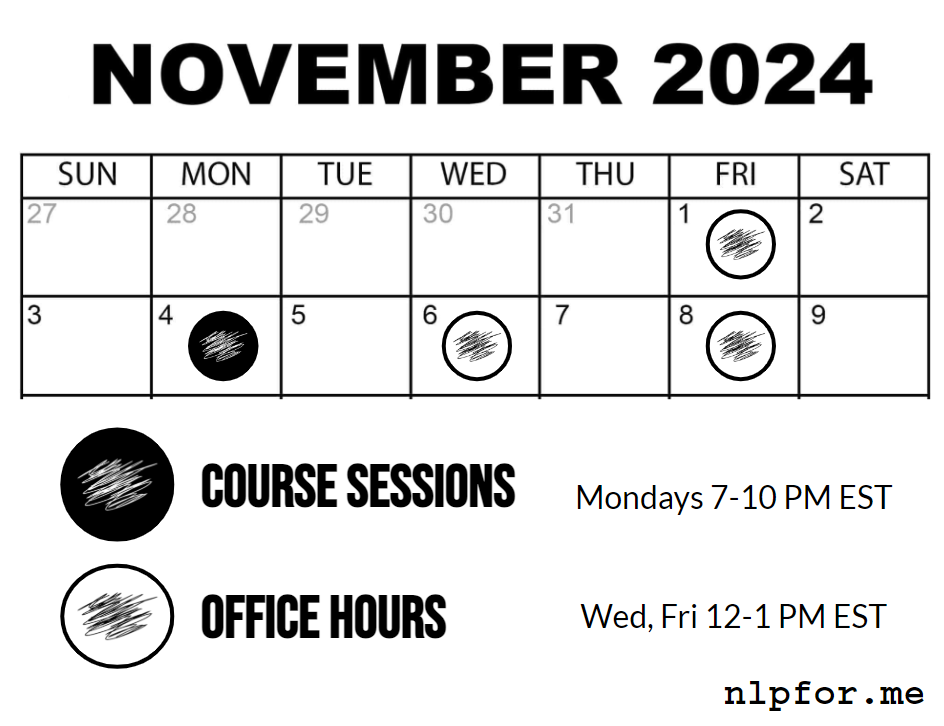 NOVEMBER 2024
SUN MON TUE WED THU FRI SAT
27 28 29 30 31 1 2
3 4 5 6 7 8 9
COURSE SESSIONS Mondays 7-10 PM EST
OFFICE HOURS Wed, Fri 12-1 PM EST
nlpfor.me